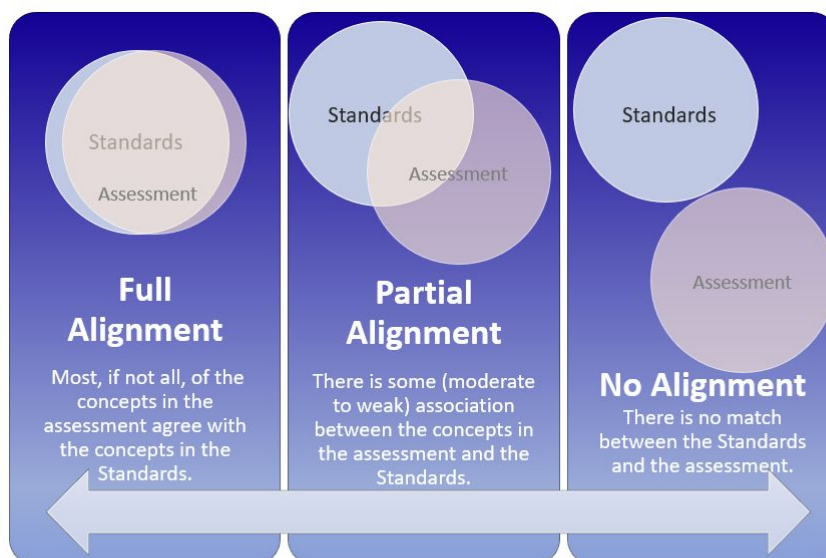 Standards
Assessment
Full
Alignment
Most, if not all, of the
concepts in the
assessment agree with
the concepts in the
Standards.
Standards
Assessment
Partial
Alignment
There is some (moderate
to weak) association
between the concepts in
the assessment and the
Standards.
Standards
Assessment
No Alignment
There is no match
between the Standards
and the assessment.